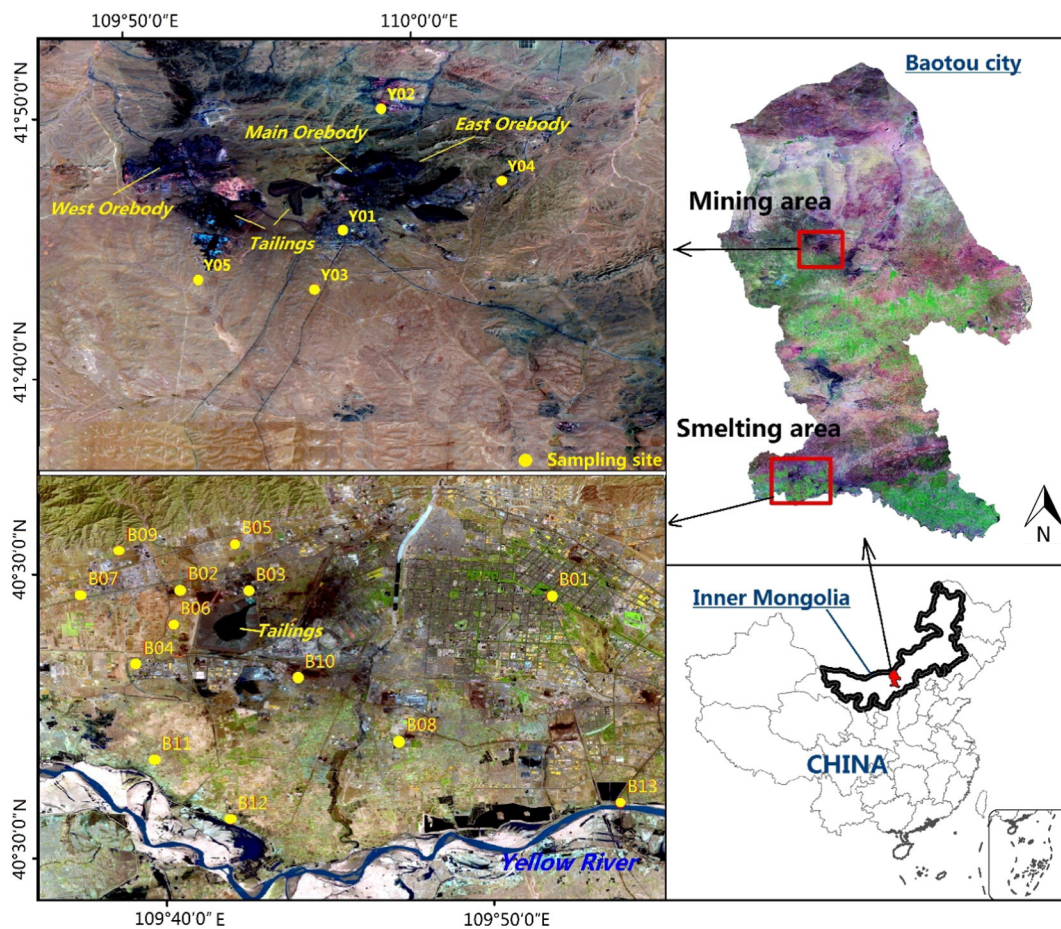 109°50'0"E
110°0'0"E
41°50'0"N
41°40'0"N
Y02
Main Orebody
East Orebody
Y04
West Orebody
Tailings
Y01
Y05
Y03
Sampling site
Baotou city
Mining area
Smelting area
N
40°30'0"N
40°30'0"N
B09
B05
B07
B02
B03
B01
B06
Tailings
B04
B10
B08
B11
B12
B13
Yellow River
109°40'0"E
109°50'0"E
Inner Mongolia
CHINA